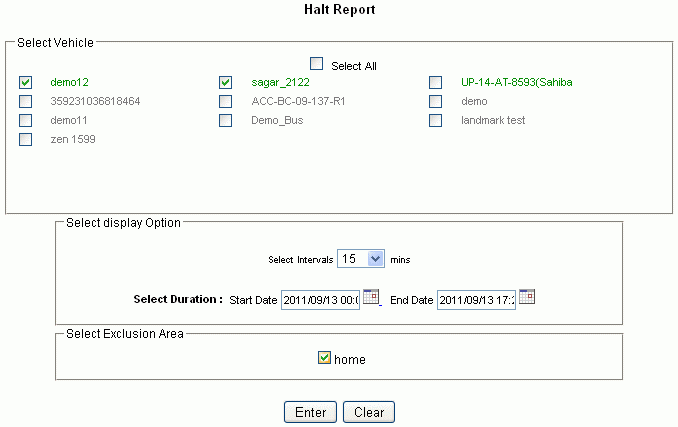 Halt Report
Select Vehicle
Select All
demo12 sagar_2122 UP-14-AT-8593(Sahiba
359231036818464 ACC-BC-09-137-R1 demo
demo11 Demo_Bus landmark test
zen 1599
Select display Option
Select Intervals 15 mins
Select Duration : Start Date 2011/09/13 00:0 End Date 2011/09/13 17:2
Select Exclusion Area
home
Enter Clear